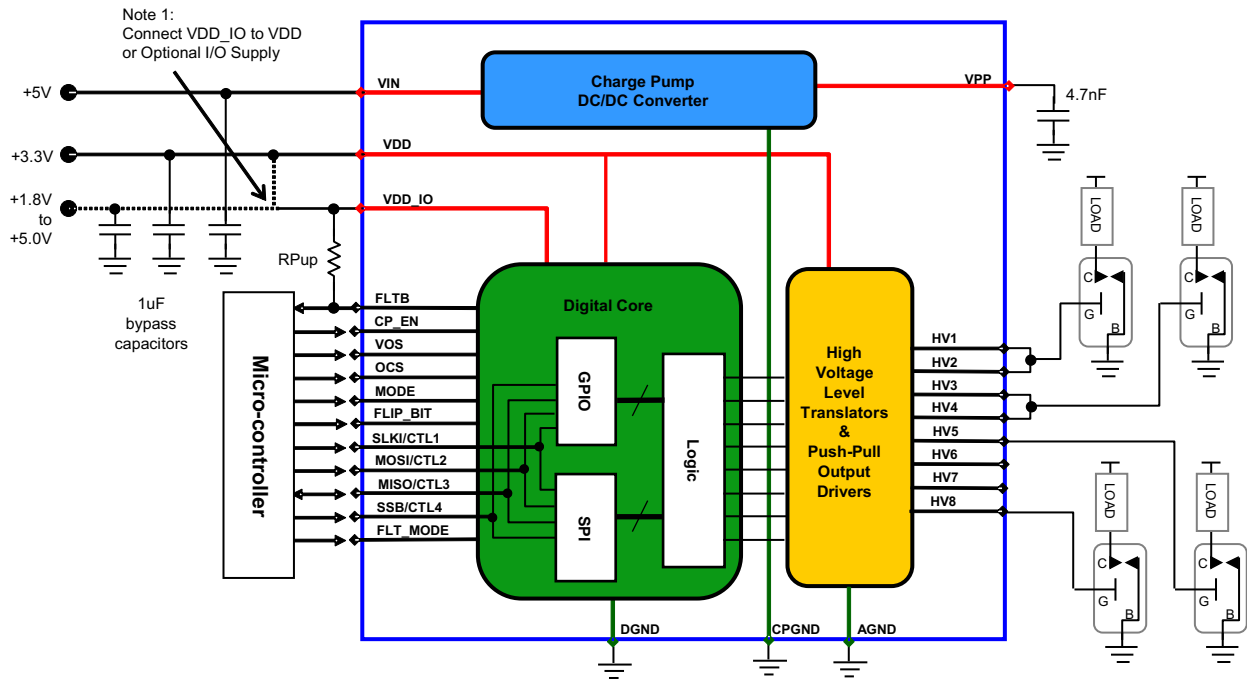 Note 1:
Connect VDD_IO to VDD
or Optional I/O Supply
+5V
+3.3V
+1.8V
to
+5.0V
1uF
bypass
capacitors
RPup
VIN
VDD
VDD_IO
Charge Pump
DC/DC Converter
VPP
4.7nF
Micro-controller
FLTB
CP_EN
VOS
OCS
MODE
FLIP_BIT
SLKI/CTL1
MOSI/CTL2
MISO/CTL3
SSB/CTL4
FLT_MODE
Digital Core
GPIO
SPI
Logic
High
Voltage
Level
Translators
&
Push-Pull
Output
Drivers
HV1
HV2
HV3
HV4
HV5
HV6
HV7
HV8
DGND
CPGND
AGND
LOAD
C
G
B
LOAD
C
G
B
LOAD
C
G
B
LOAD
C
G
B